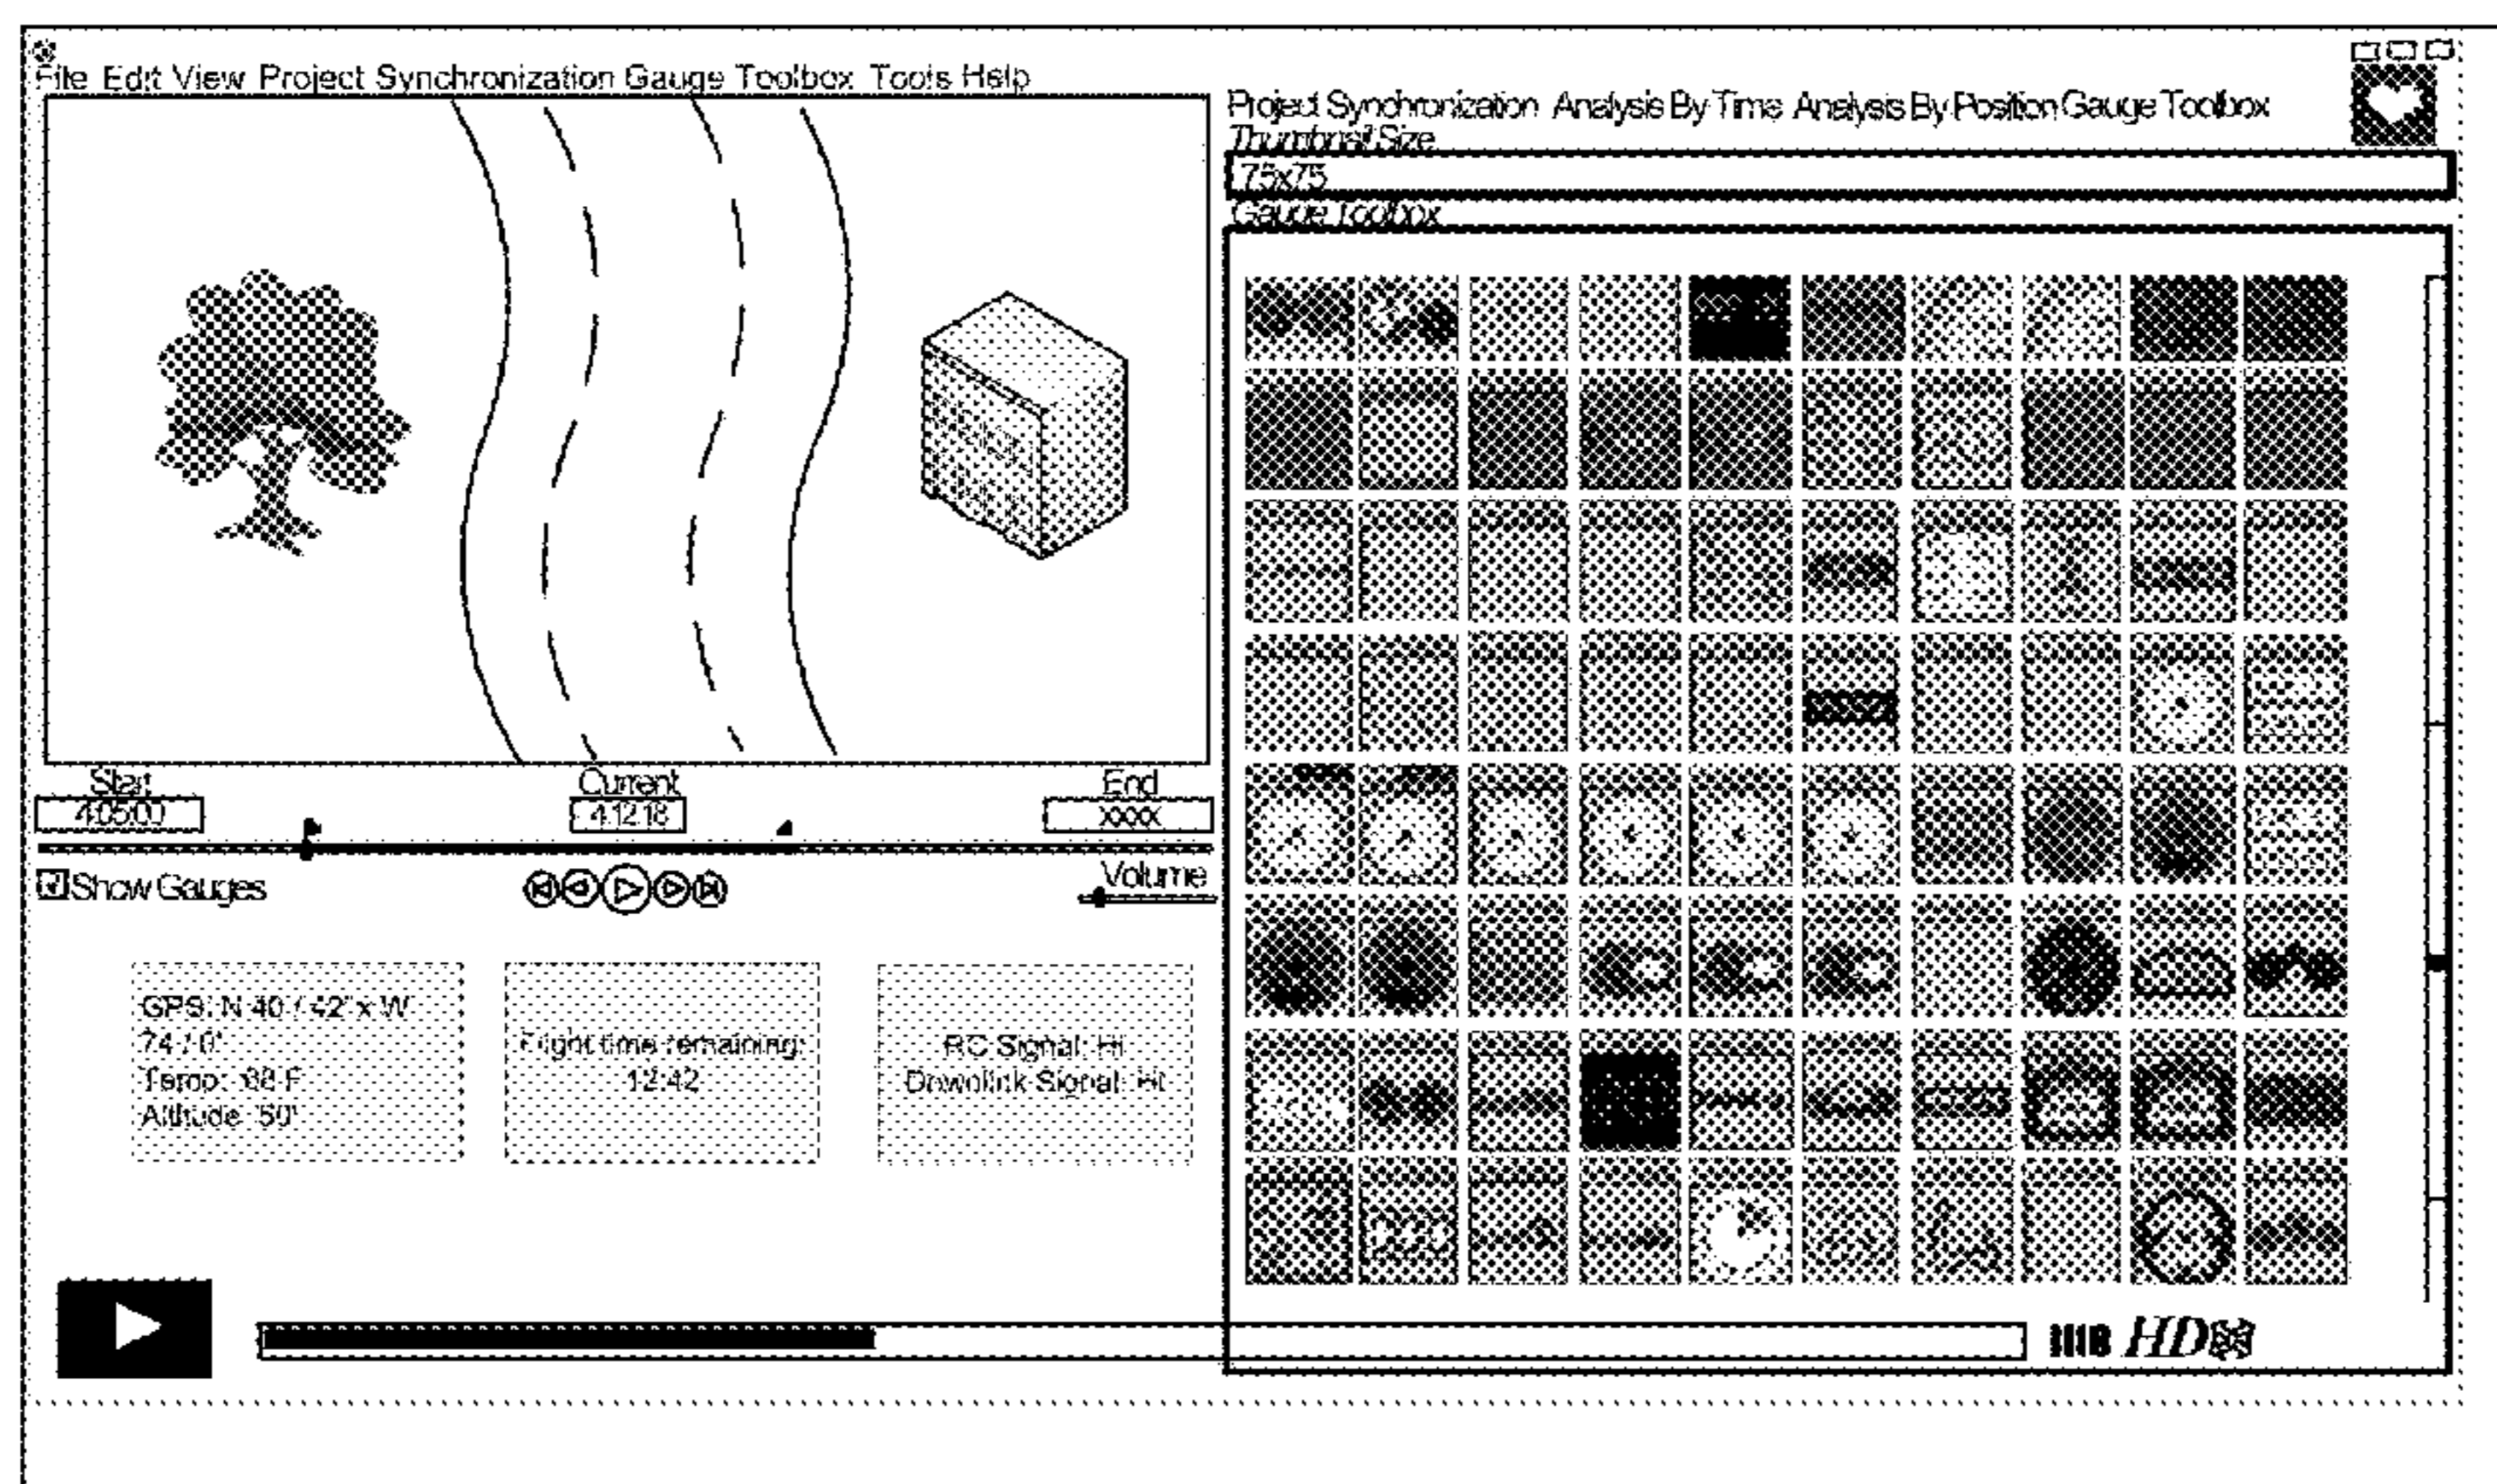 File Edit View Project Synchronization Gauge Toolbox Tools Help
Project Synchronization Analysis By Time Analysis By Position Gauge Toolbox
Thumbnail Size
75x75
Gauge Toolbox
Start Current End
4:05:00 4:12:18 xxxx
Show Gauges
Volume
GPS: N 40 / 42' x W
74 / 0'
Temp: 68 F
Altitude 50'
Flight time remaining:
12:42
RC Signal: Hi
Downlink Signal: Hi
HD